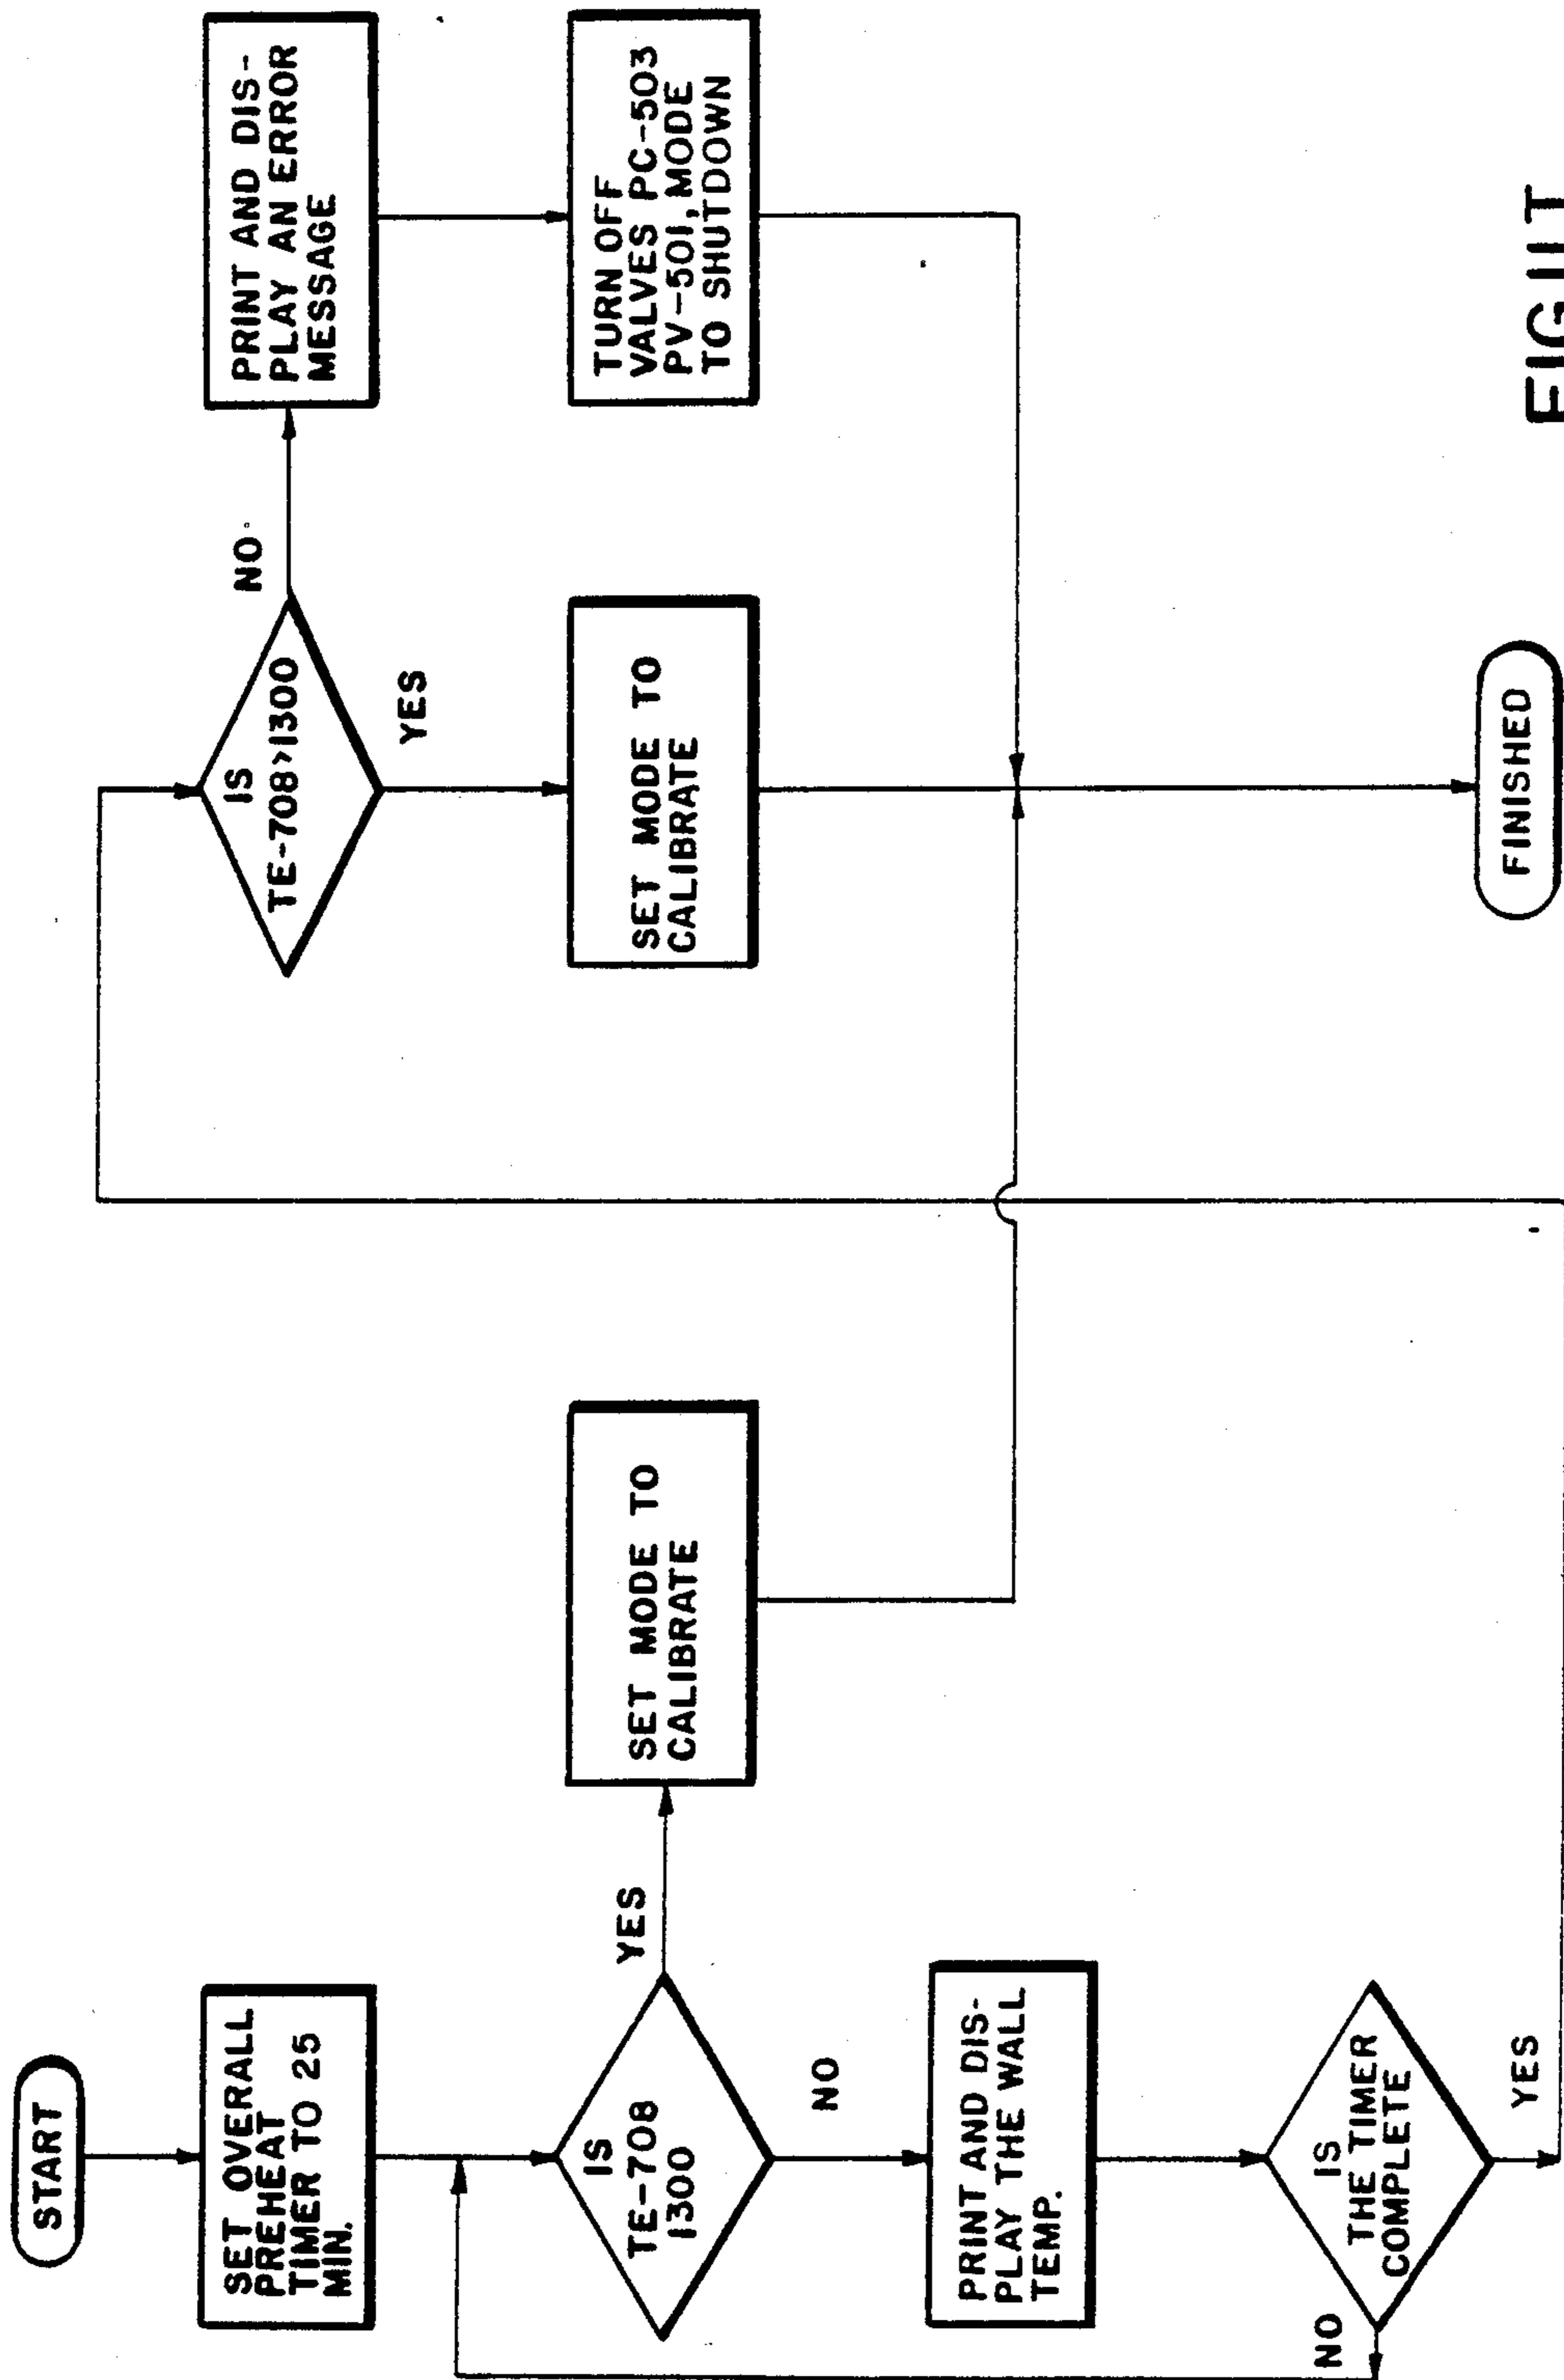 START
SET OVERALL
PREHEAT
TIMER TO 25
MIN.
IS
TE-708
1300
YES
SET MODE TO
CALIBRATE
NO
PRINT AND DIS-
PLAY THE WALL
TEMP.
IS
THE TIMER
COMPLETE
NO
YES
IS
TE-708>1300
NO
PRINT AND DIS-
PLAY AN ERROR
MESSAGE
YES
SET MODE TO
CALIBRATE
TURN OFF
VALVES PC-503
PV-501, MODE
TO SHUTDOWN
FINISHED